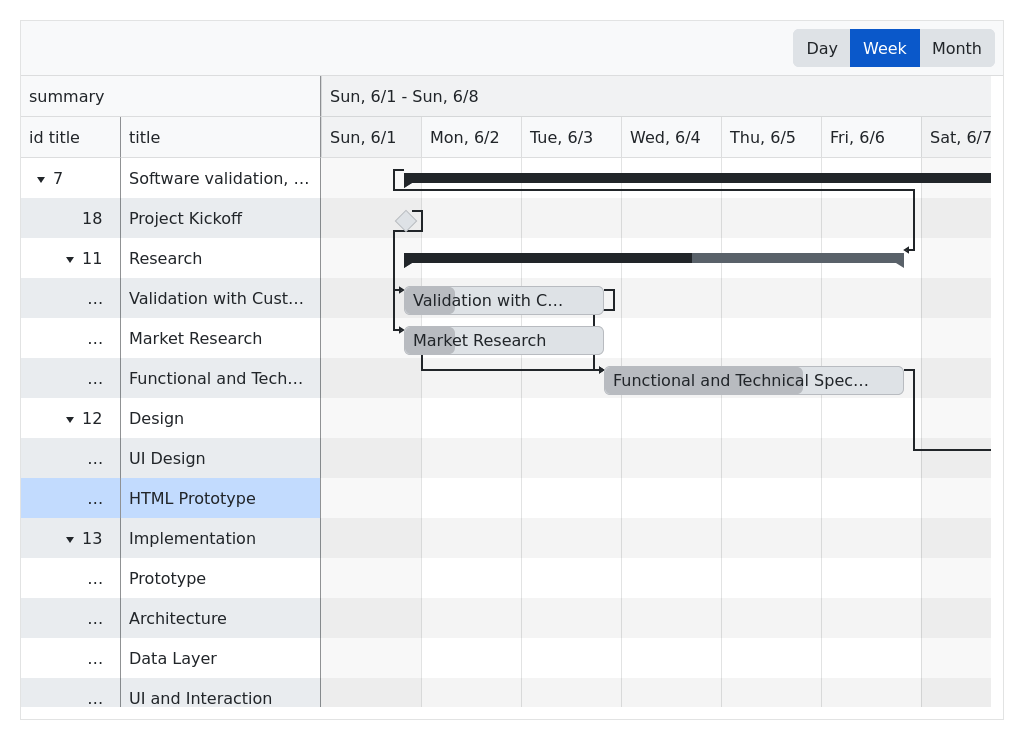 Day Week Month
summary Sun, 6/1 - Sun, 6/8
id title title Sun, 6/1 Mon, 6/2 Tue, 6/3 Wed, 6/4 Thu, 6/5 Fri, 6/6 Sat, 6/7
7 Software validation, …
18 Project Kickoff
11 Research
… Validation with Cust… Validation with C…
… Market Research Market Research
… Functional and Tech… Functional and Technical Spec…
12 Design
… UI Design
… HTML Prototype
13 Implementation
… Prototype
… Architecture
… Data Layer
… UI and Interaction